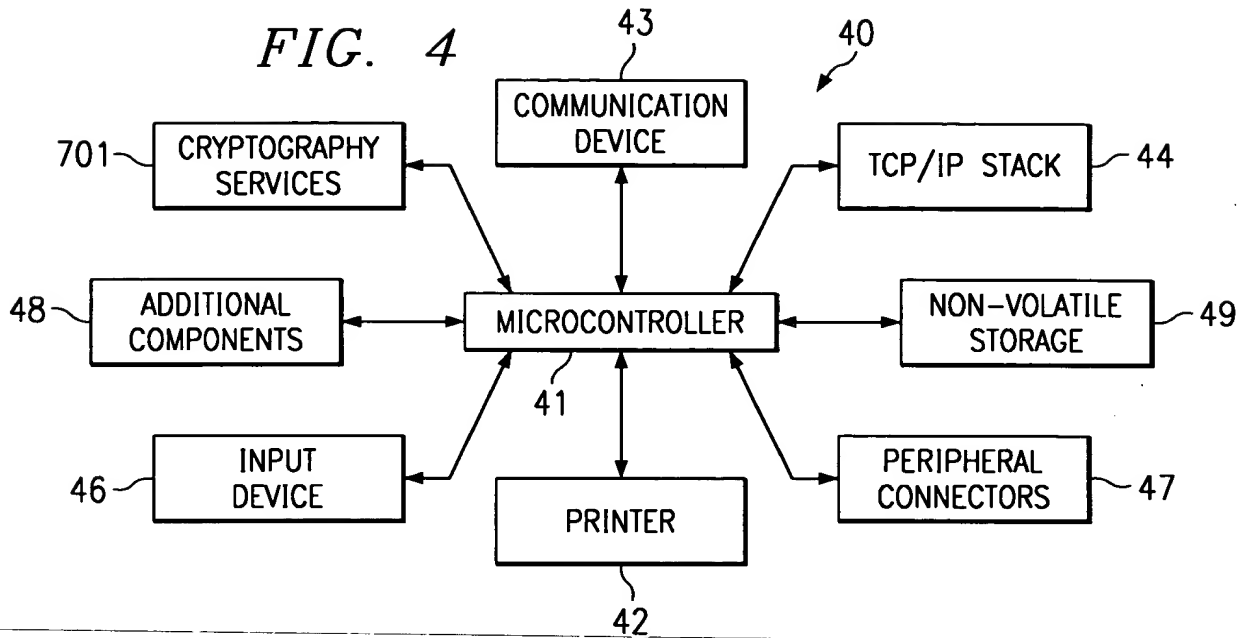 FIG. 4
43
40
COMMUNICATION
DEVICE
701
CRYPTOGRAPHY
SERVICES
TCP/IP STACK
44
48
ADDITIONAL
COMPONENTS
MICROCONTROLLER
41
NON-VOLATILE
STORAGE
49
46
INPUT
DEVICE
PRINTER
42
PERIPHERAL
CONNECTORS
47